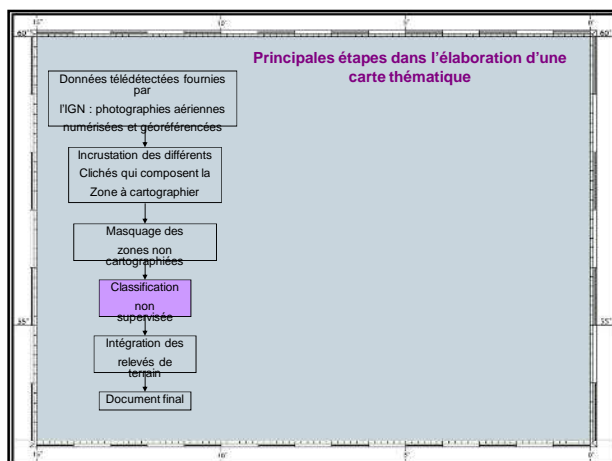 Principales étapes dans l'élaboration d'une
carte thématique
Données télédétectées fournies
par
l'IGN : photographies aériennes
numérisées et géoréférencées
Incrustation des différents
Clichés qui composent la
Zone à cartographier
Masquage des
zones non
cartographiées
Classification
non
supervisée
Intégration des
relevés de
terrain
Document final